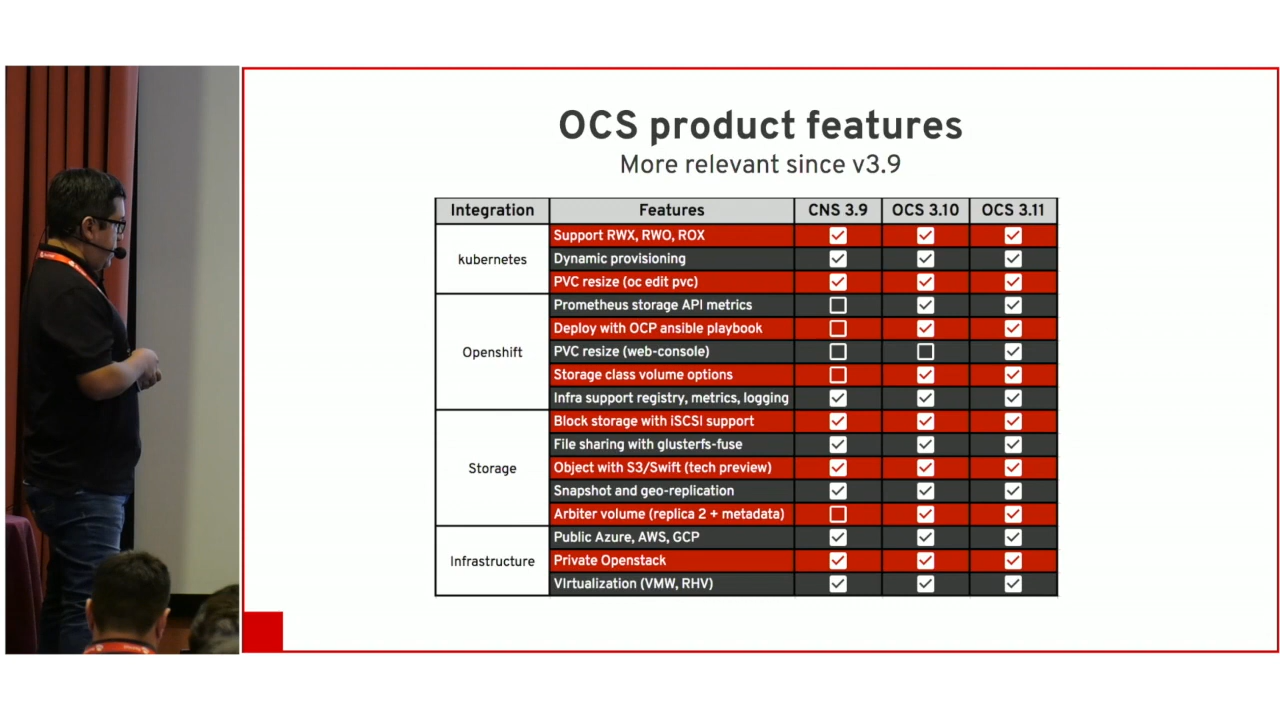 OCS product features
More relevant since v3.9
Integration Features CNS 3.9 OCS 3.10 OCS 3.11
kubernetes
Support RWX, RWO, ROX
Dynamic provisioning
PVC resize (oc edit pvc)
Openshift
Prometheus storage API metrics
Deploy with OCP ansible playbook
PVC resize (web-console)
Storage class volume options
Infra support registry, metrics, logging
Storage
Block storage with iSCSI support
File sharing with glusterfs-fuse
Object with S3/Swift (tech preview)
Snapshot and geo-replication
Arbiter volume (replica 2 + metadata)
Infrastructure
Public Azure, AWS, GCP
Private Openstack
VIrtualization (VMW, RHV)